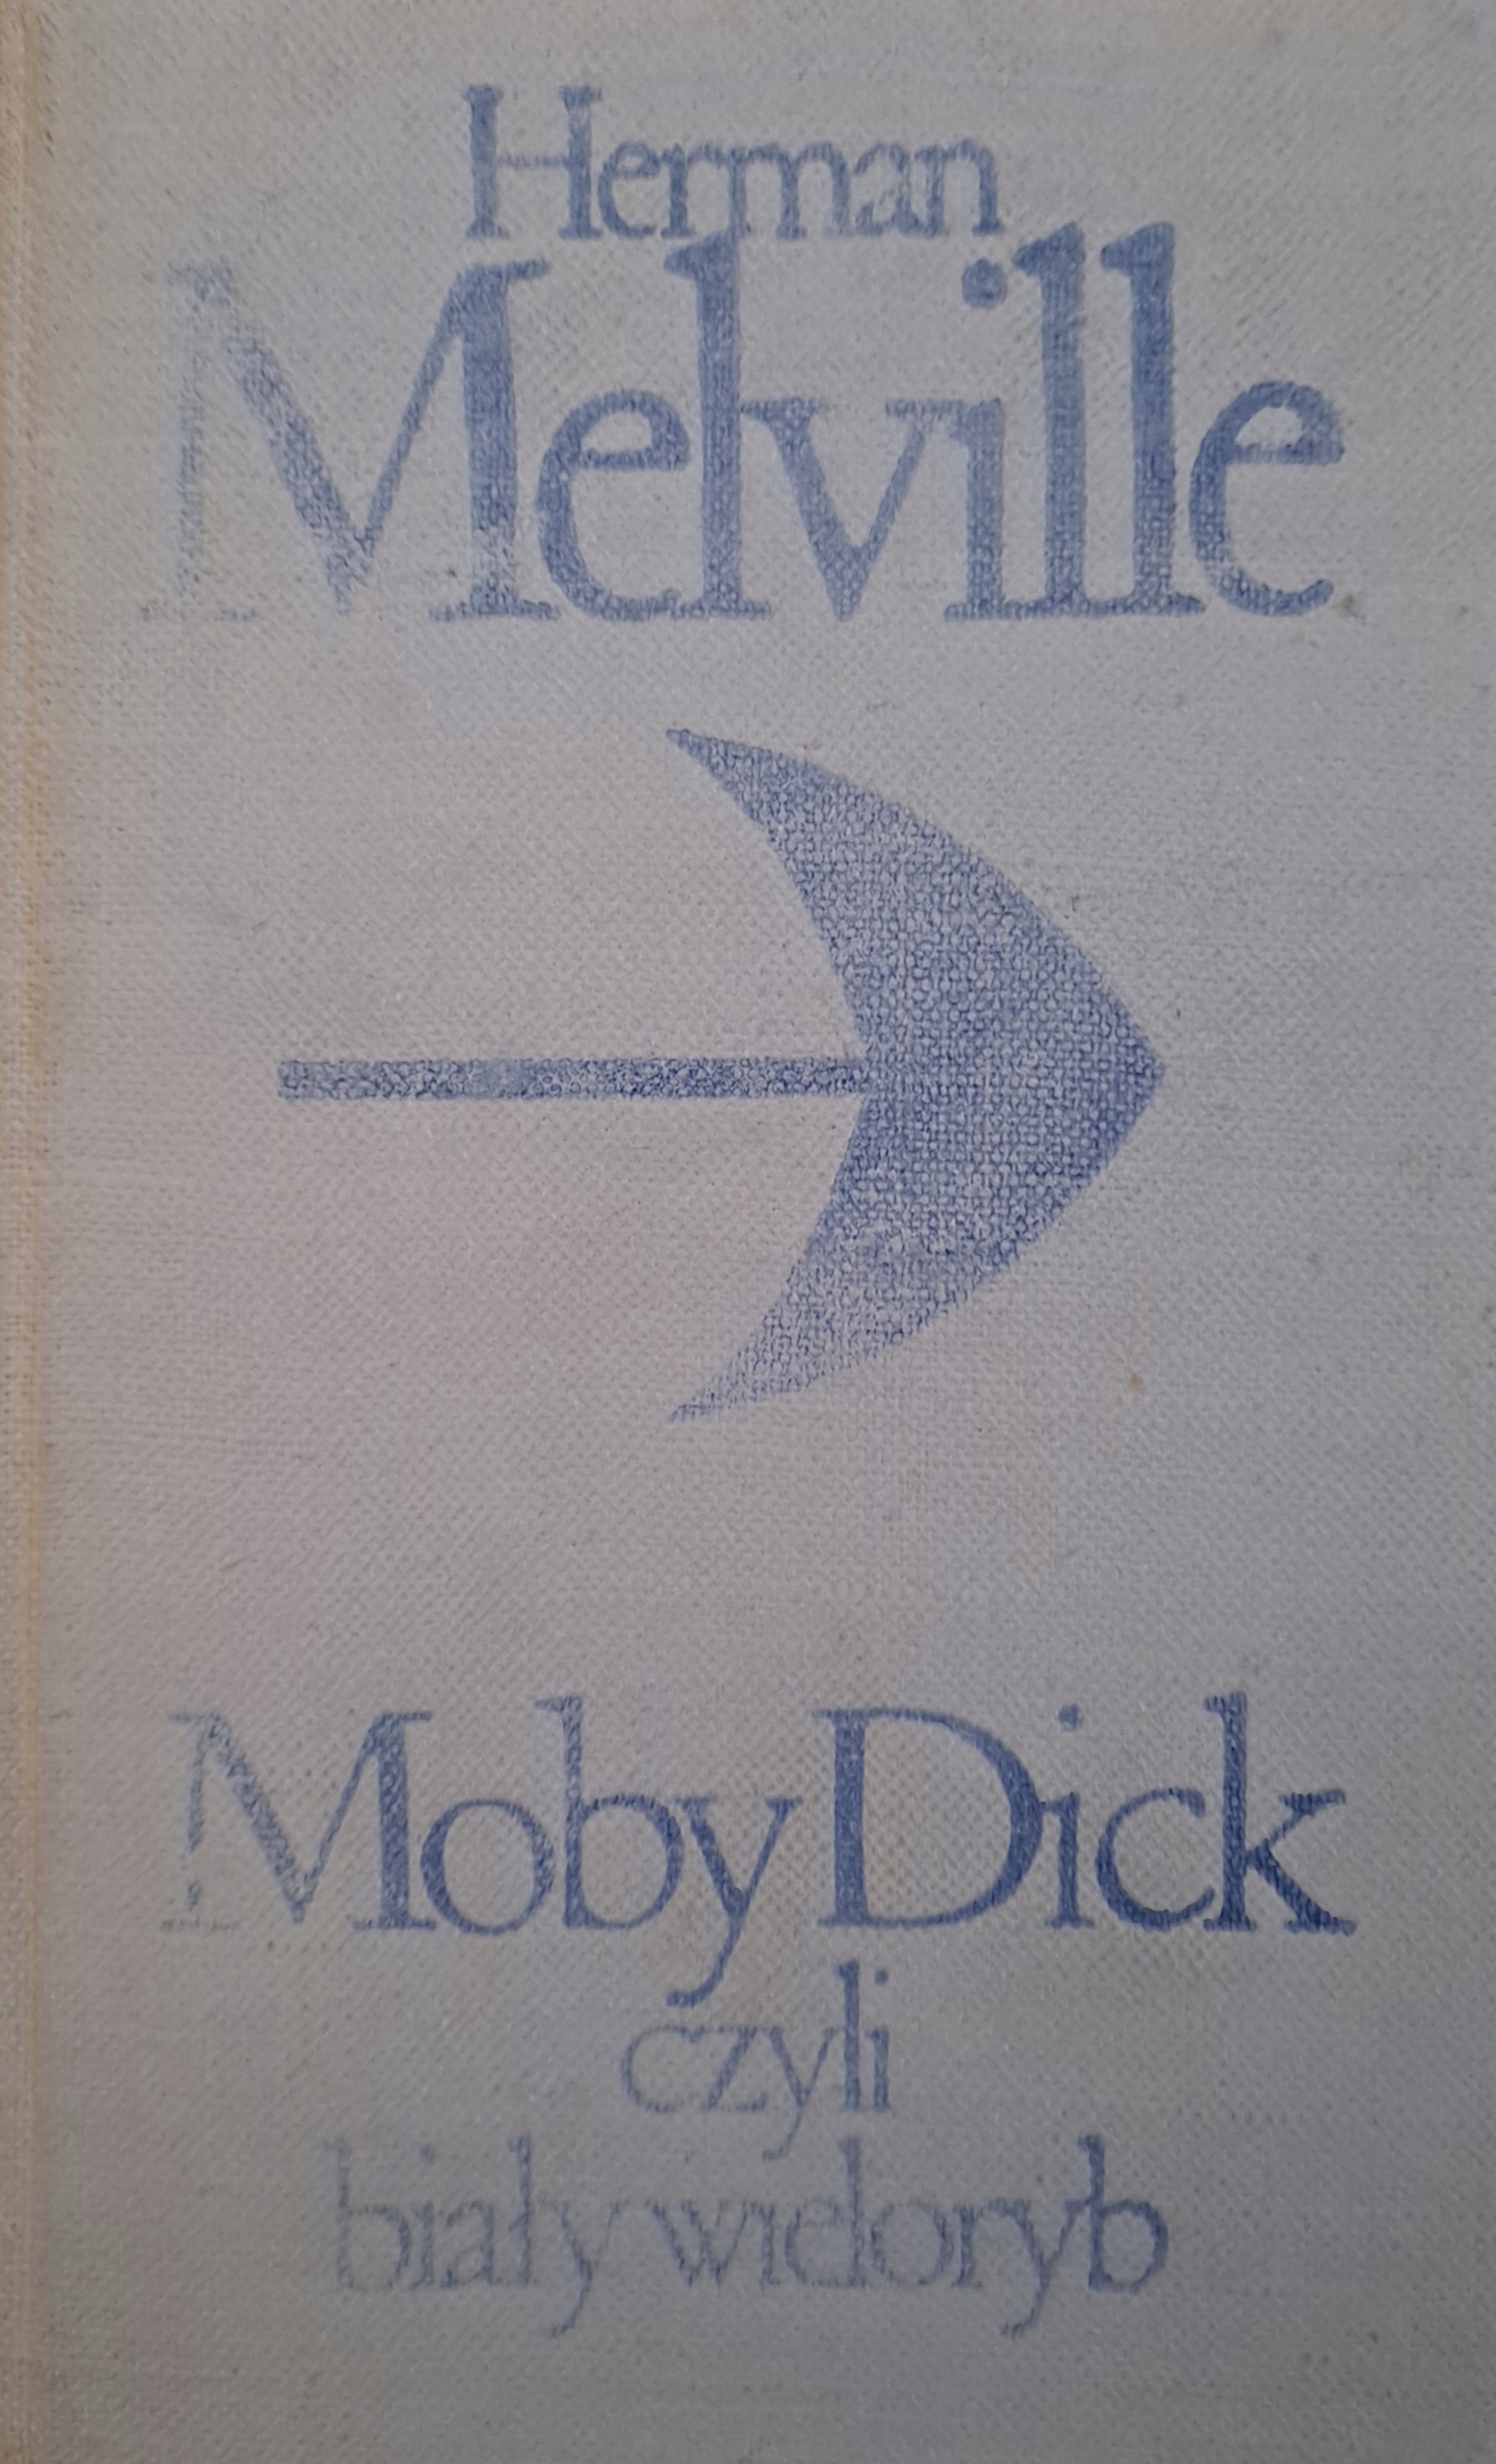 Herman
Melville
Moby Dick
czyli
biały wieloryb